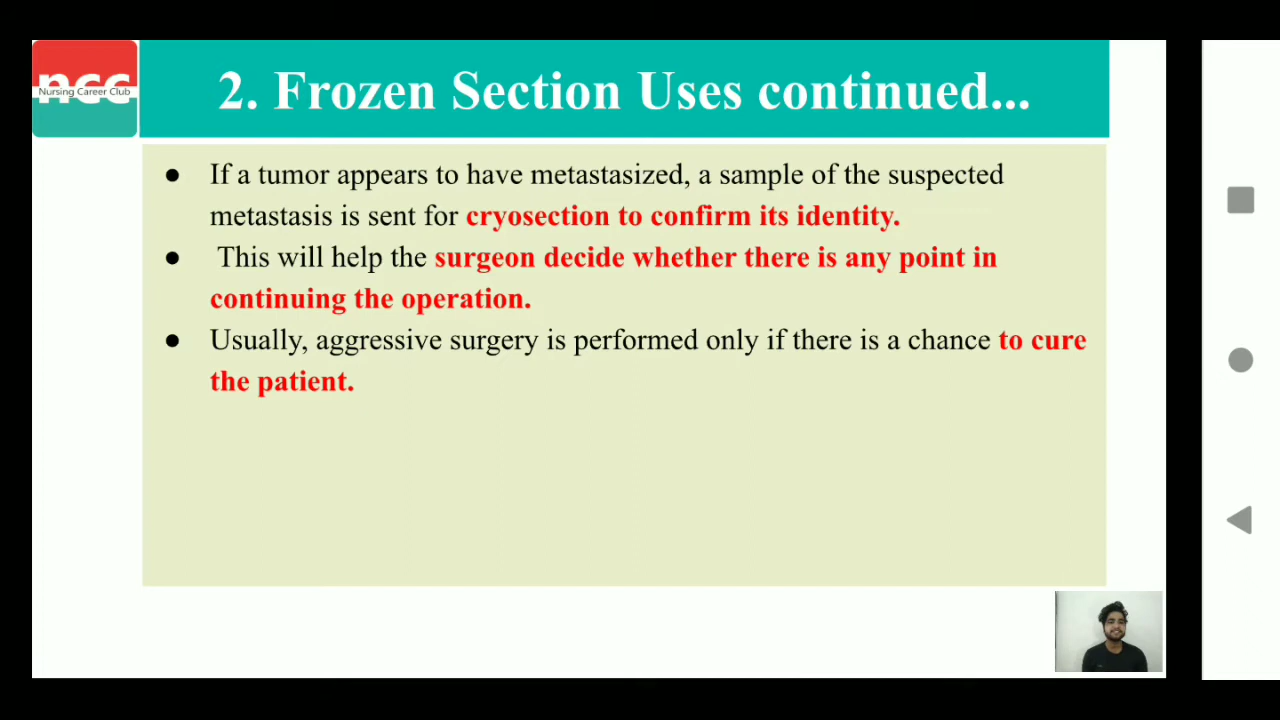 ncc
Nursing Career Club
2. Frozen Section Uses continued...
● If a tumor appears to have metastasized, a sample of the suspected
metastasis is sent for cryosection to confirm its identity.
● This will help the surgeon decide whether there is any point in
continuing the operation.
● Usually, aggressive surgery is performed only if there is a chance to cure
the patient.